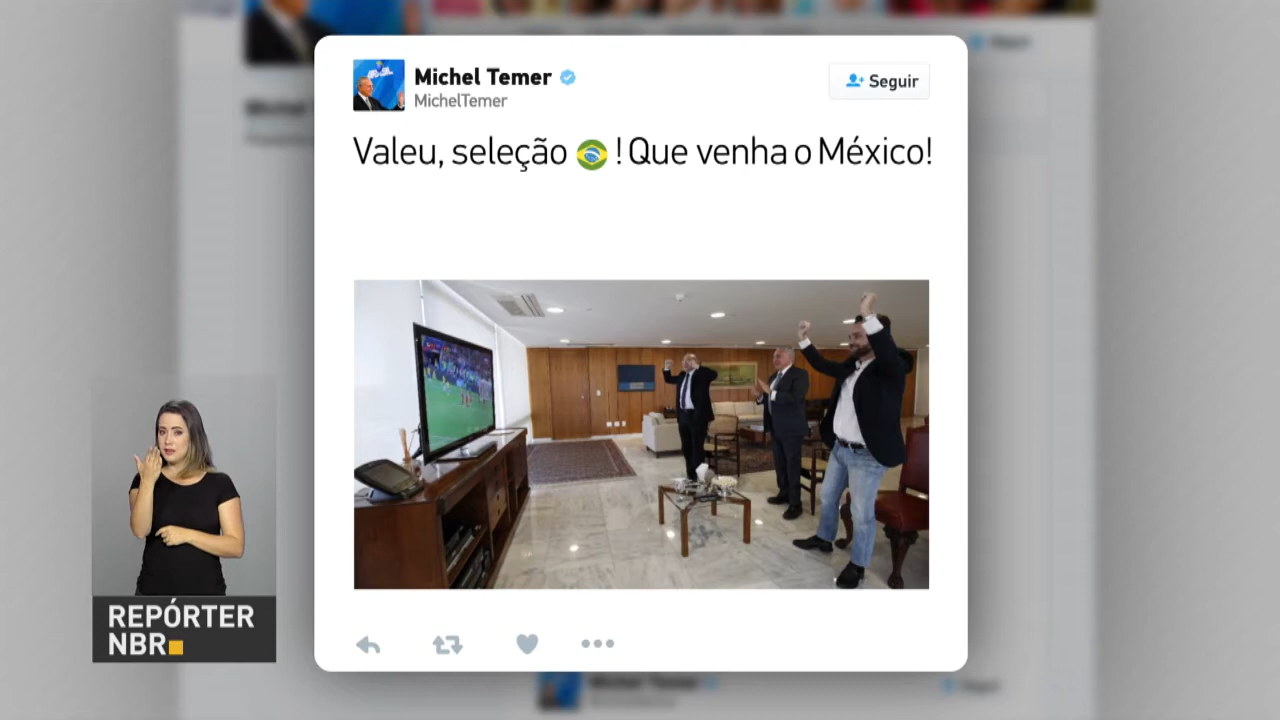 Michel Temer
MichelTemer
Seguir
Valeu, seleção ! Que venha o México!
REPÓRTER
NBR